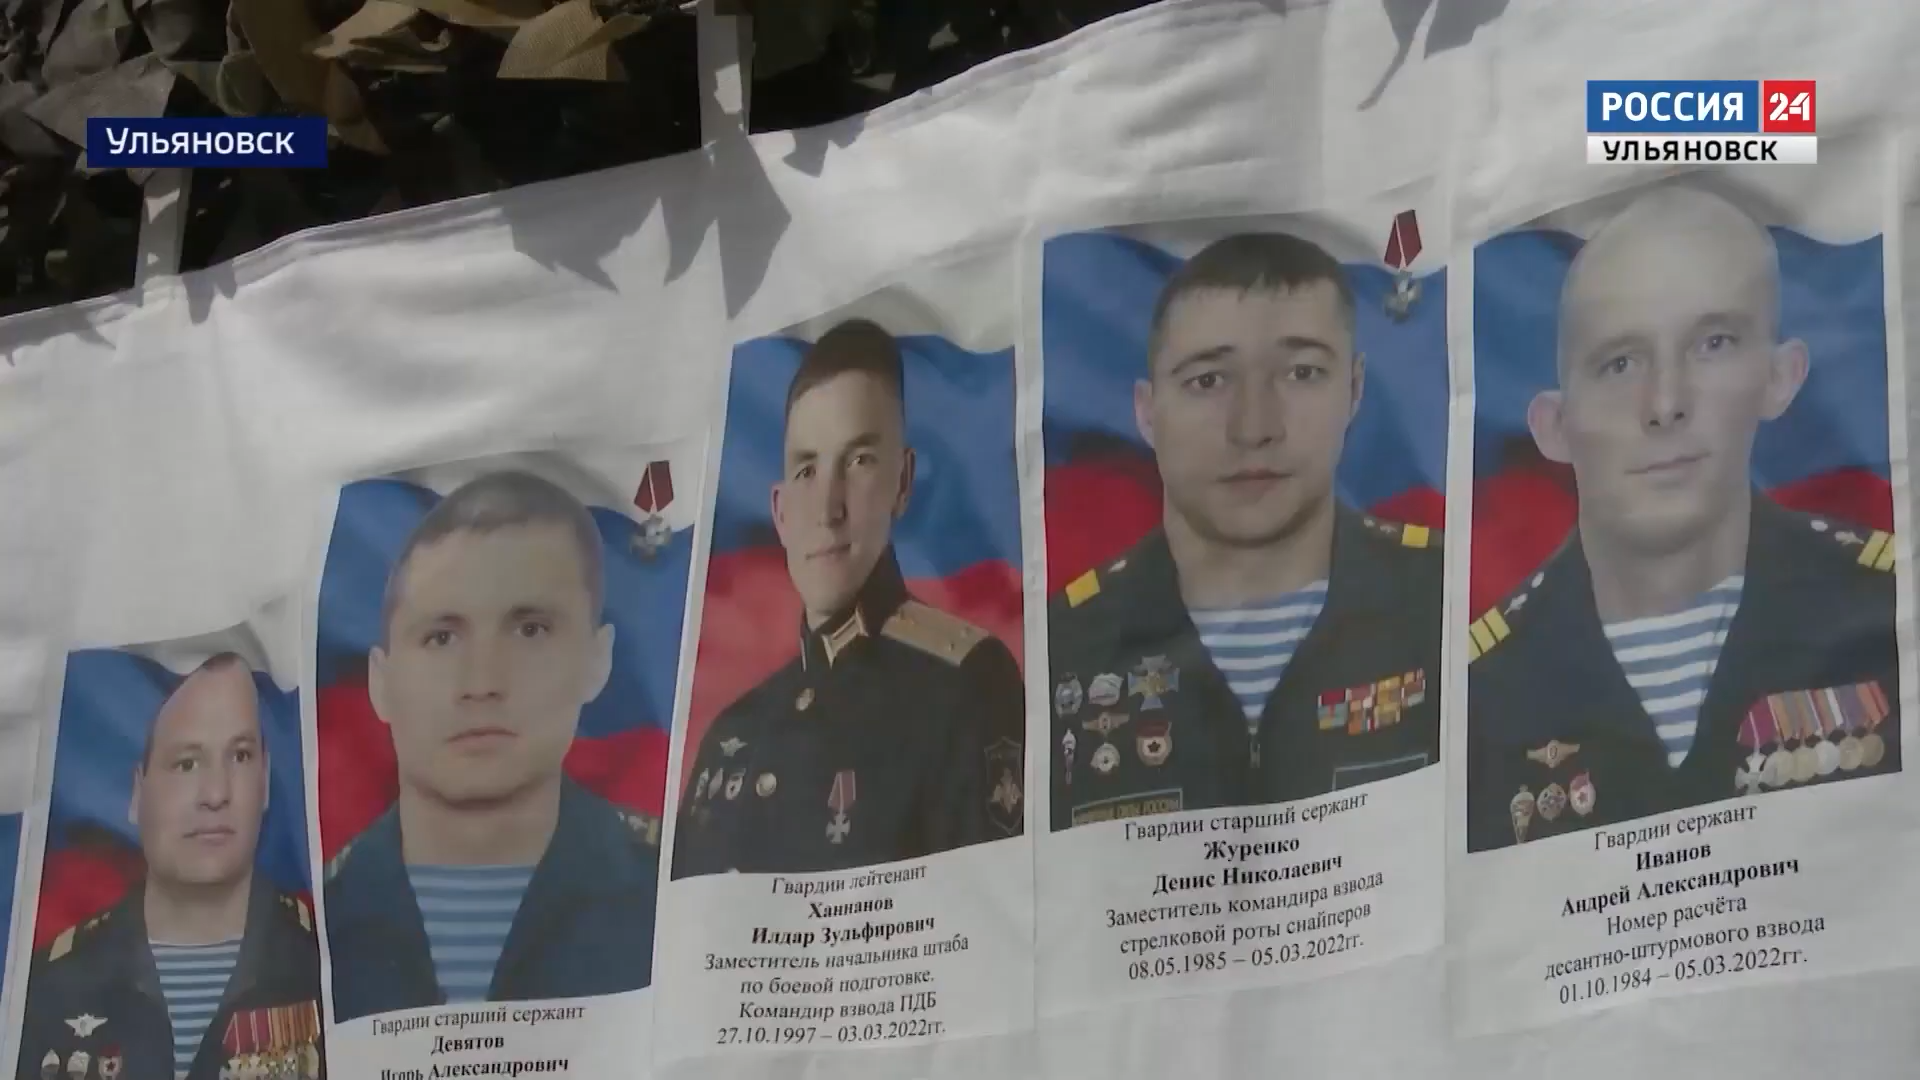 Ульяновск
РОССИЯ 24
УЛЬЯНОВСК
Гвардии старший сержант
Девятов
Игорь Александрович
Гвардии лейтенант
Ханнанов
Илдар Зульфирович
Заместитель начальника штаба
по боевой подготовке.
Командир взвода ПДБ
27.10.1997 – 03.03.2022гг.
Гвардии старший сержант
Журенко
Денис Николаевич
Заместитель командира взвода
стрелковой роты снайперов
08.05.1985 – 05.03.2022гг.
Гвардии сержант
Иванов
Андрей Александрович
Номер расчёта
десантно-штурмового взвода
01.10.1984 – 05.03.2022гг.